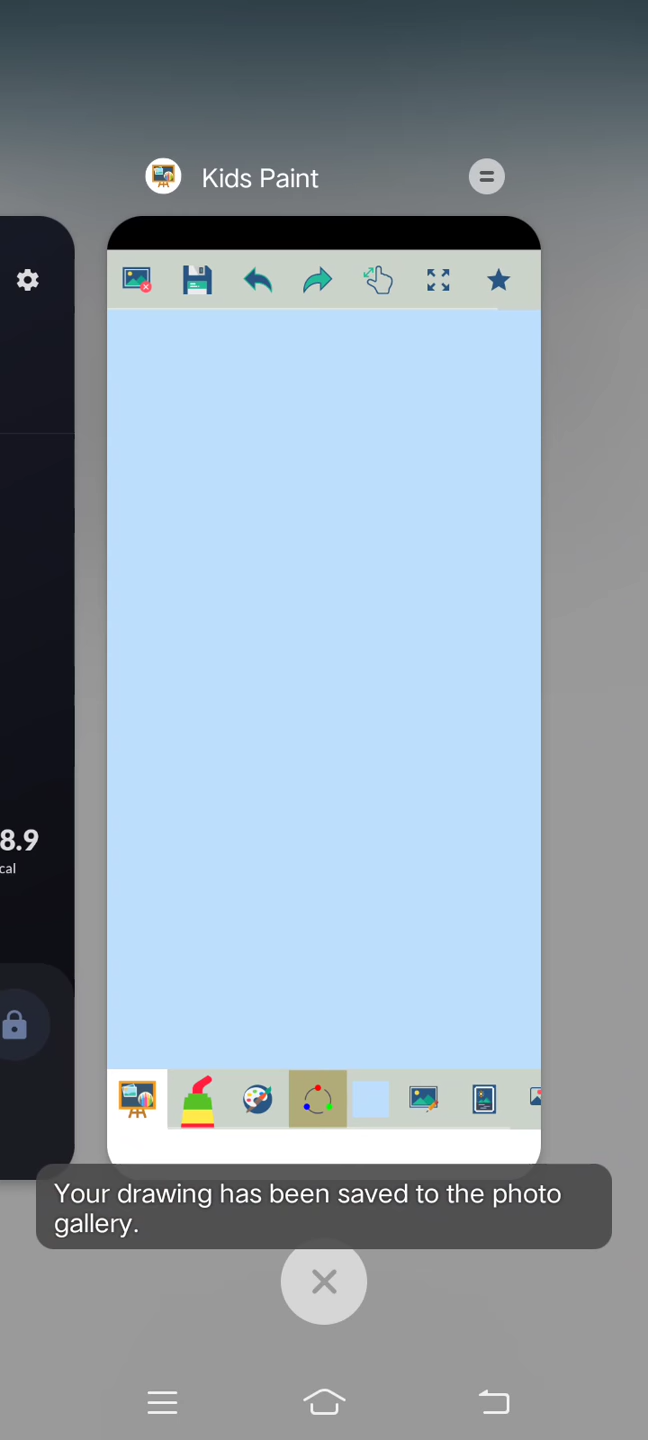 Kids Paint
8.9
cal
Your drawing has been saved to the photo
gallery.